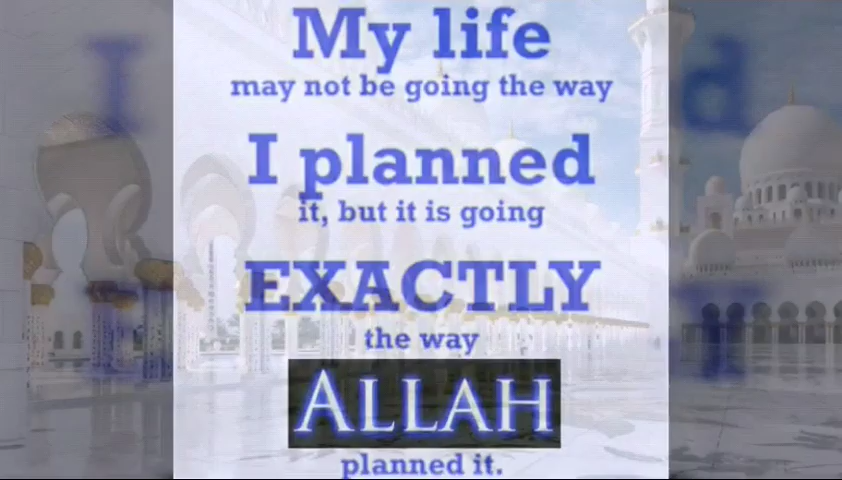 My life
may not be going the way
I planned
it, but it is going
EXACTLY
the way
ALLAH
planned it.